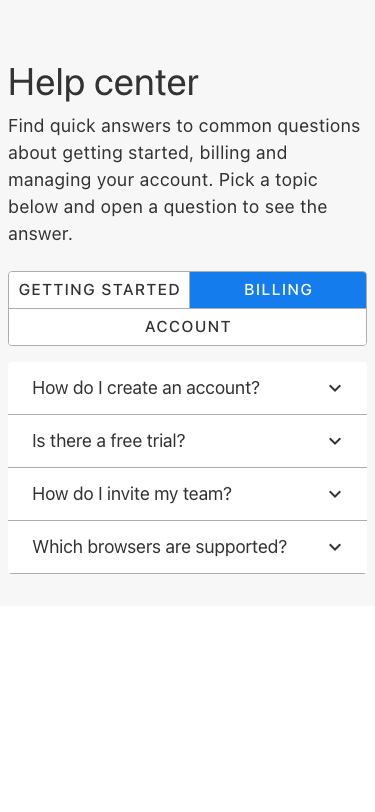 Help center
Find quick answers to common questions
about getting started, billing and
managing your account. Pick a topic
below and open a question to see the
answer.
GETTING STARTED
BILLING
ACCOUNT
How do I create an account?
Is there a free trial?
How do I invite my team?
Which browsers are supported?